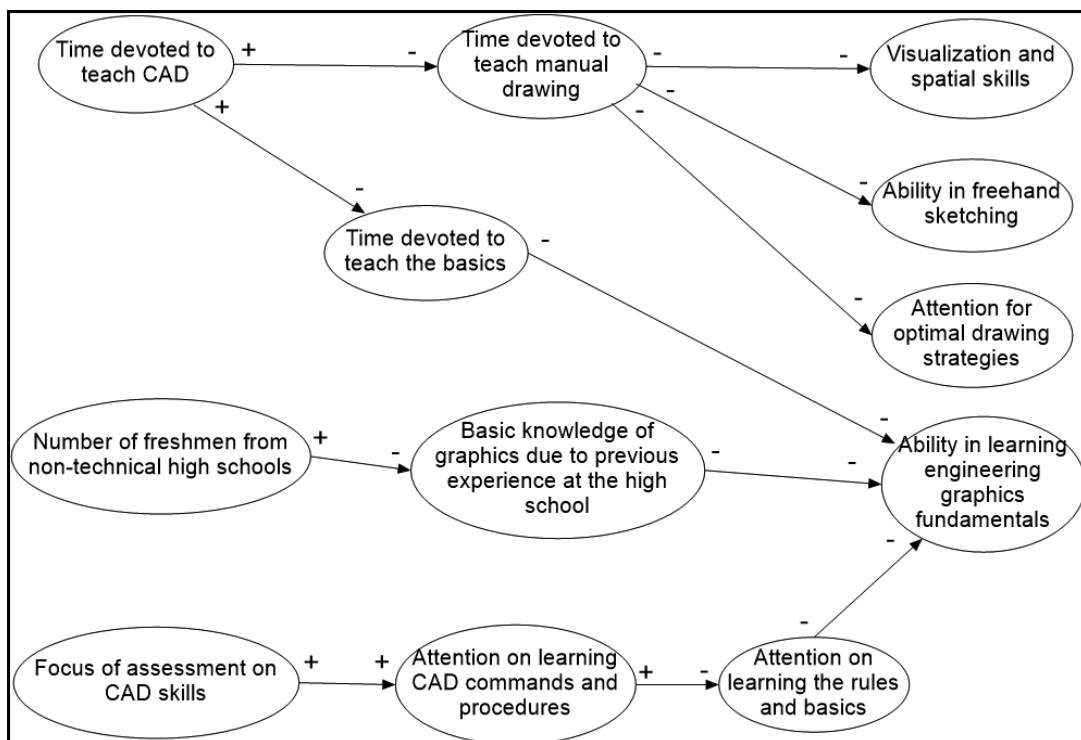 Time devoted to
teach CAD
+
-
Time devoted to
teach manual
drawing
-
-
Visualization and
spatial skills
+
-
-
-
Time devoted to
teach the basics
-
-
Ability in freehand
sketching
-
Attention for
optimal drawing
strategies
-
Number of freshmen from
non-technical high schools
+
-
Basic knowledge of
graphics due to previous
experience at the high
school
-
-
Ability in learning
engineering
graphics
fundamentals
-
-
Focus of assessment on
CAD skills
+
+
Attention on learning
CAD commands and
procedures
+
-
Attention on
learning the rules
and basics